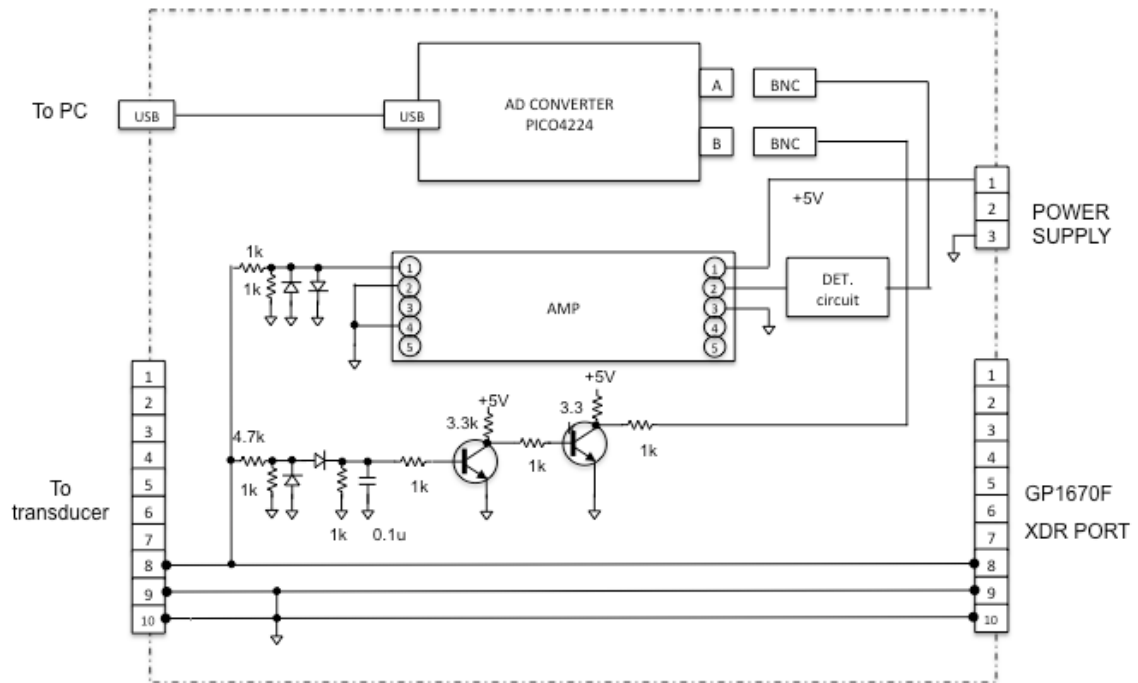 To PC
USB
USB
AD CONVERTER
PICO4224
A
BNC
B
BNC
+5V
1
2
3
POWER
SUPPLY
1k
1k
1
2
3
4
5
AMP
1
2
3
4
5
DET.
circuit
1
2
3
4
5
6
7
8
9
10
To
transducer
4.7k
1k
1k
0.1u
1k
3.3k
+5V
1k
3.3
+5V
1k
1
2
3
4
5
6
7
8
9
10
GP1670F
XDR PORT